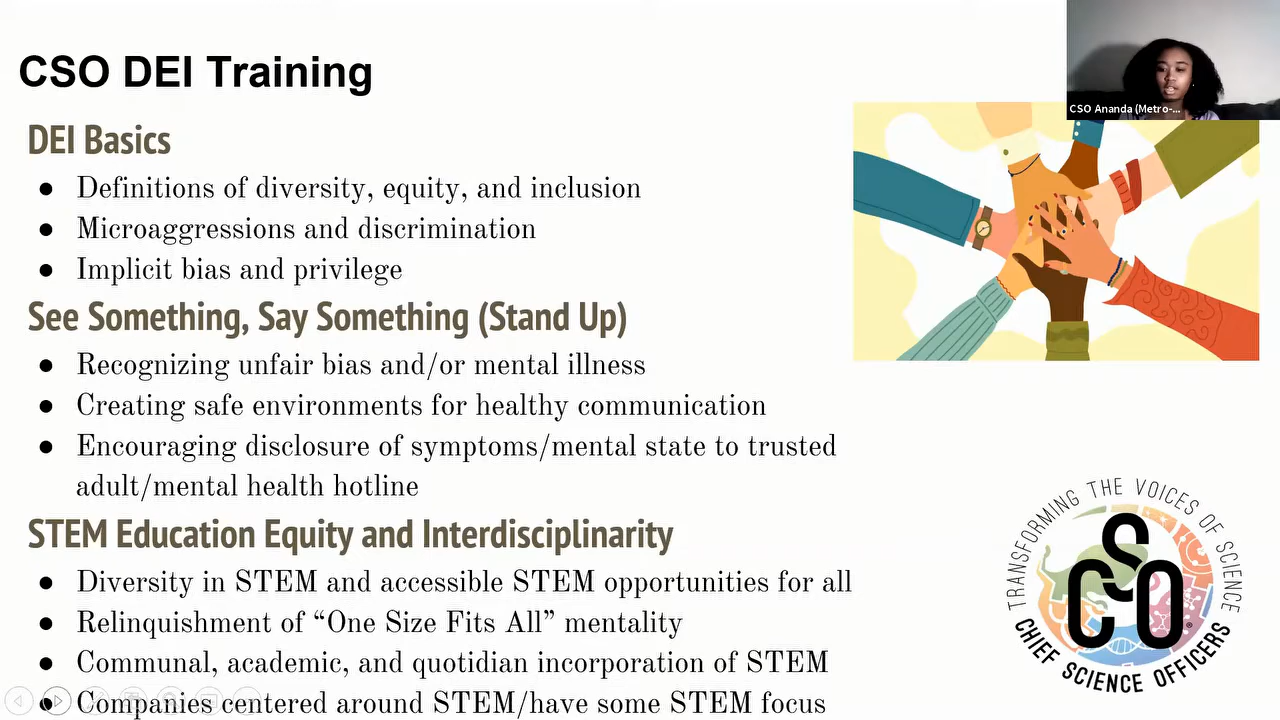 CSO DEI Training
CSO Ananda (Metro-...
DEI Basics
● Definitions of diversity, equity, and inclusion
● Microaggressions and discrimination
● Implicit bias and privilege
See Something, Say Something (Stand Up)
● Recognizing unfair bias and/or mental illness
● Creating safe environments for healthy communication
● Encouraging disclosure of symptoms/mental state to trusted
adult/mental health hotline
STEM Education Equity and Interdisciplinarity
● Diversity in STEM and accessible STEM opportunities for all
● Relinquishment of “One Size Fits All” mentality
● Communal, academic, and quotidian incorporation of STEM
● Companies centered around STEM/have some STEM focus
TRANSFORMING THE VOICES OF SCIENCE
CSO®
CHIEF SCIENCE OFFICERS